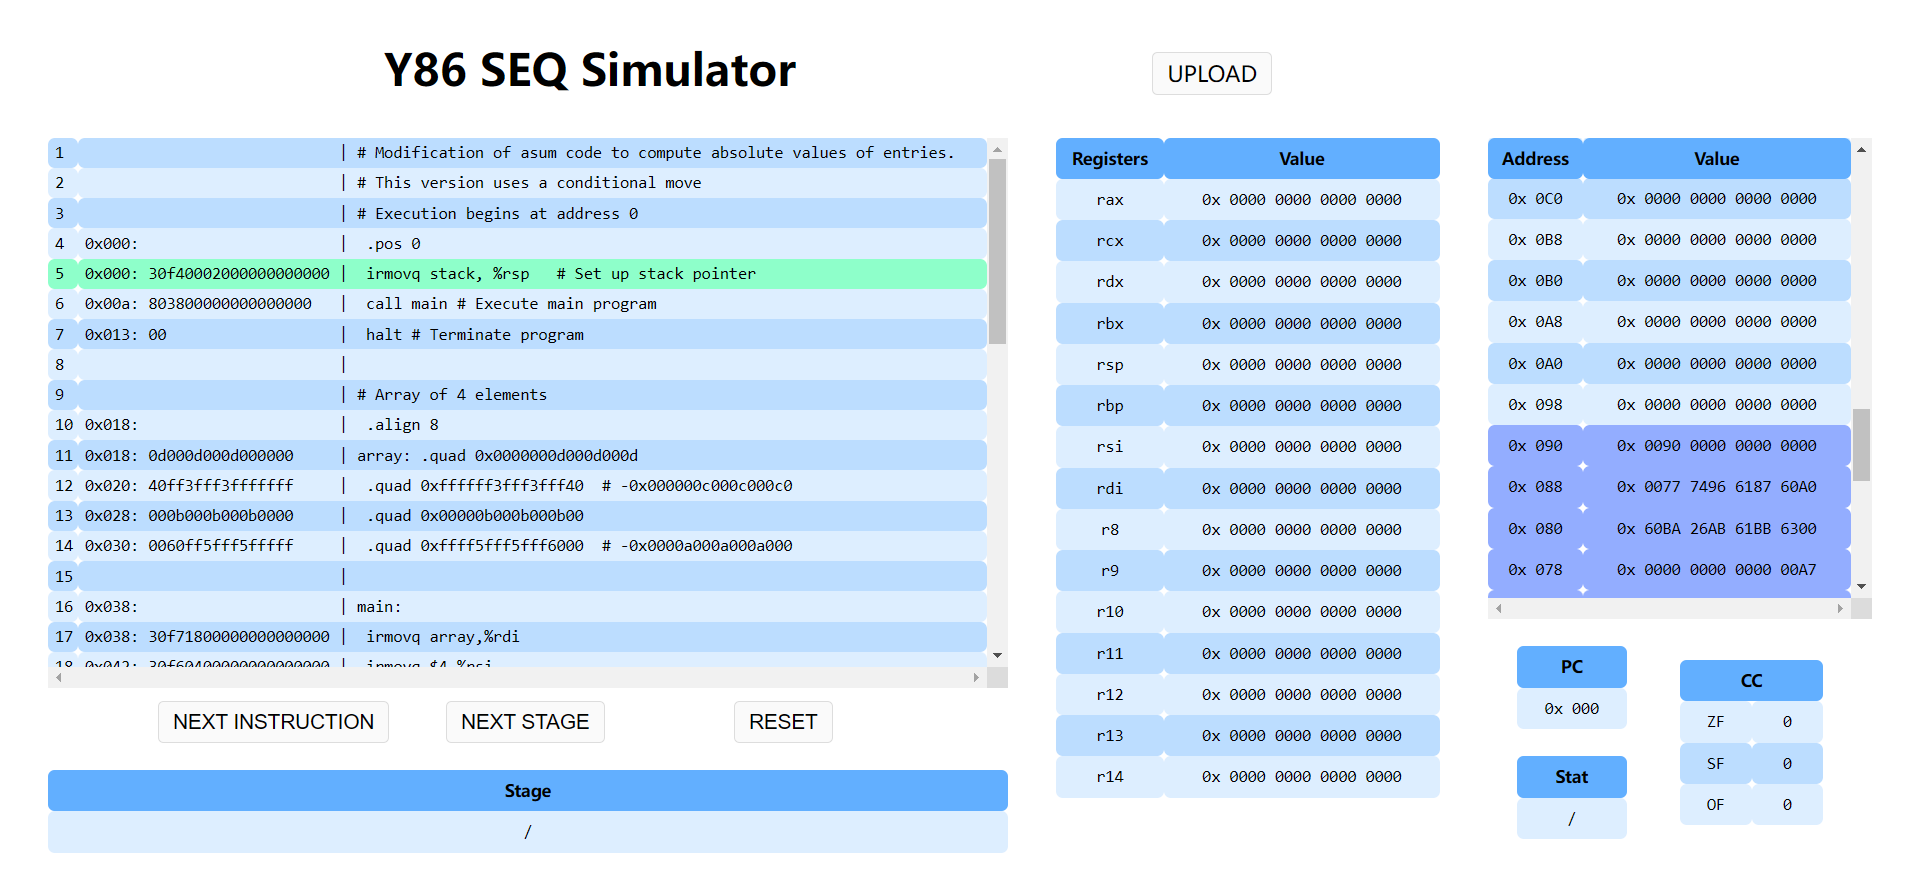 Y86 SEQ Simulator
UPLOAD
1 | # Modification of asum code to compute absolute values of entries.
2 | # This version uses a conditional move
3 | # Execution begins at address 0
4 0x000: | .pos 0
5 0x000: 30f40002000000000000 | irmovq stack, %rsp # Set up stack pointer
6 0x00a: 803800000000000000 | call main # Execute main program
7 0x013: 00 | halt # Terminate program
8 |
9 | # Array of 4 elements
10 0x018: | .align 8
11 0x018: 0d000d000d000000 | array: .quad 0x0000000d000d000d
12 0x020: 40ff3fff3fffffff | .quad 0xffffff3fff3fff40 # -0x000000c000c000c0
13 0x028: 000b000b000b0000 | .quad 0x00000b000b000b00
14 0x030: 0060ff5fff5fffff | .quad 0xffff5fff5fff6000 # -0x0000a000a000a000
15 |
16 0x038: | main:
17 0x038: 30f71800000000000000 | irmovq array,%rdi
18 0x042: 30f60400000000000000 | irmovq $4,%rsi
NEXT INSTRUCTION
NEXT STAGE
RESET
Stage
/
Registers Value
rax 0x 0000 0000 0000 0000
rcx 0x 0000 0000 0000 0000
rdx 0x 0000 0000 0000 0000
rbx 0x 0000 0000 0000 0000
rsp 0x 0000 0000 0000 0000
rbp 0x 0000 0000 0000 0000
rsi 0x 0000 0000 0000 0000
rdi 0x 0000 0000 0000 0000
r8 0x 0000 0000 0000 0000
r9 0x 0000 0000 0000 0000
r10 0x 0000 0000 0000 0000
r11 0x 0000 0000 0000 0000
r12 0x 0000 0000 0000 0000
r13 0x 0000 0000 0000 0000
r14 0x 0000 0000 0000 0000
Address Value
0x 0C0 0x 0000 0000 0000 0000
0x 0B8 0x 0000 0000 0000 0000
0x 0B0 0x 0000 0000 0000 0000
0x 0A8 0x 0000 0000 0000 0000
0x 0A0 0x 0000 0000 0000 0000
0x 098 0x 0000 0000 0000 0000
0x 090 0x 0090 0000 0000 0000
0x 088 0x 0077 7496 6187 60A0
0x 080 0x 60BA 26AB 61BB 6300
0x 078 0x 0000 0000 0000 00A7
PC
0x 000
Stat
/
CC
ZF 0
SF 0
OF 0